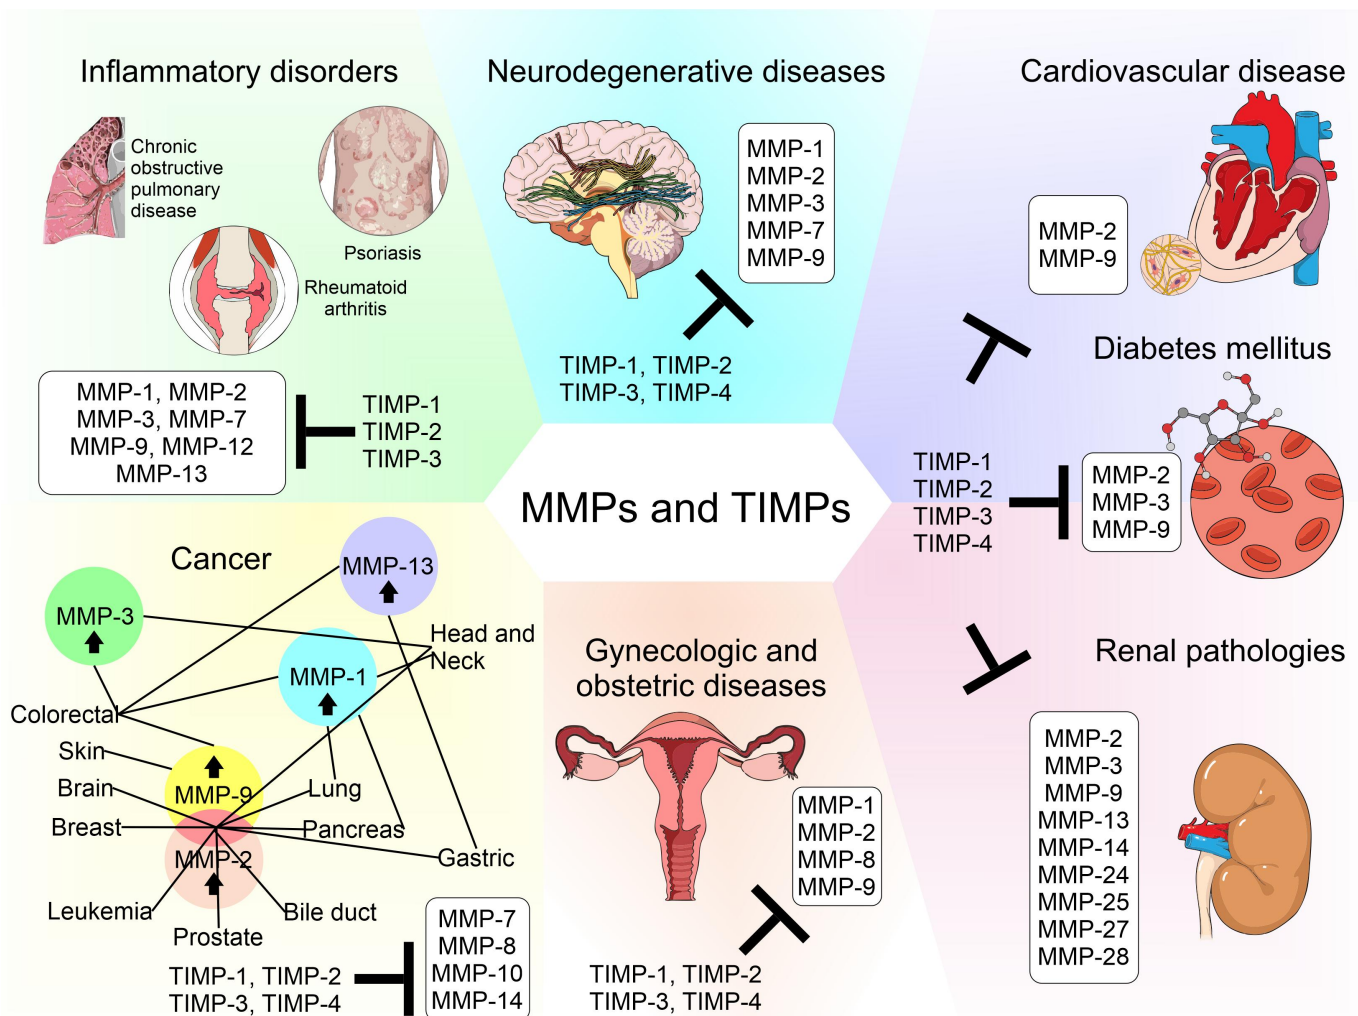 Inflammatory disorders
Chronic
obstructive
pulmonary
disease
Psoriasis
Rheumatoid
arthritis
MMP-1, MMP-2
MMP-3, MMP-7
MMP-9, MMP-12
MMP-13
TIMP-1
TIMP-2
TIMP-3
Neurodegenerative diseases
MMP-1
MMP-2
MMP-3
MMP-7
MMP-9
TIMP-1, TIMP-2
TIMP-3, TIMP-4
Cardiovascular disease
MMP-2
MMP-9
Diabetes mellitus
TIMP-1
TIMP-2
TIMP-3
TIMP-4
MMP-2
MMP-3
MMP-9
MMPs and TIMPs
Cancer
MMP-13
MMP-3
Head and
Neck
MMP-1
Colorectal
Skin
Brain
MMP-9
Lung
Breast
Pancreas
MMP-2
Gastric
Leukemia
Bile duct
Prostate
TIMP-1, TIMP-2
TIMP-3, TIMP-4
MMP-7
MMP-8
MMP-10
MMP-14
Gynecologic and
obstetric diseases
MMP-1
MMP-2
MMP-8
MMP-9
TIMP-1, TIMP-2
TIMP-3, TIMP-4
Renal pathologies
MMP-2
MMP-3
MMP-9
MMP-13
MMP-14
MMP-24
MMP-25
MMP-27
MMP-28